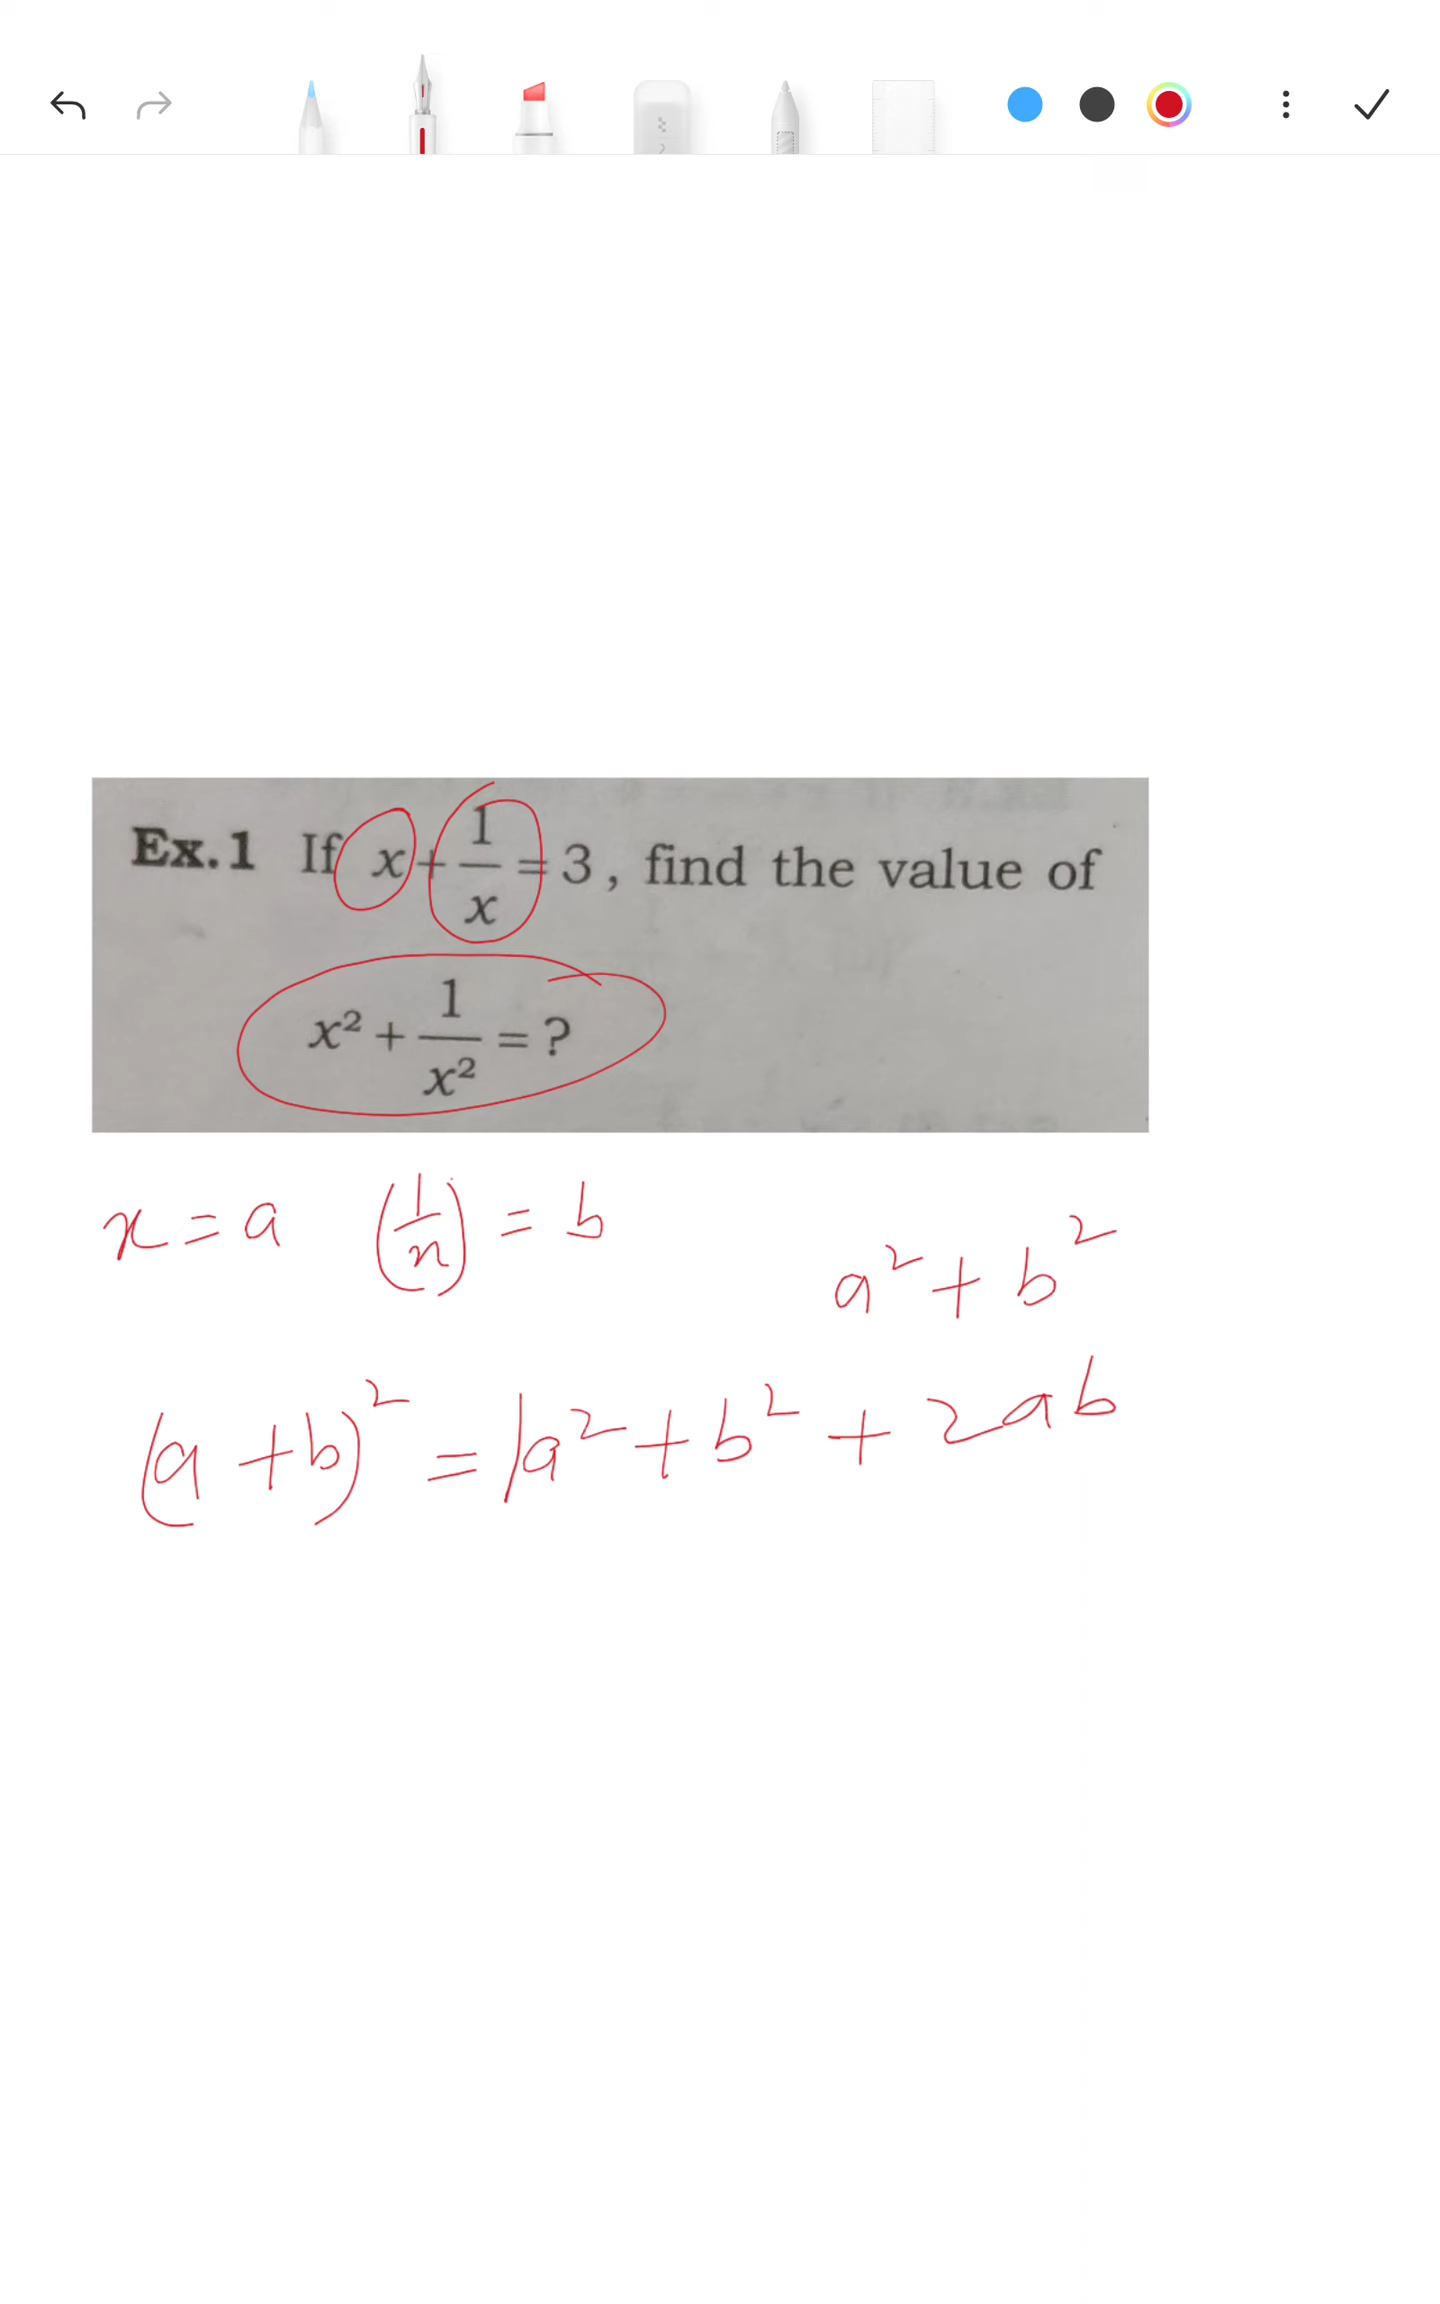 Ex.1 If x + 1/x = 3, find the value of
x² + 1/x² = ?
x = a (1/x) = b
a² + b²
(a + b)² = a² + b² + 2ab